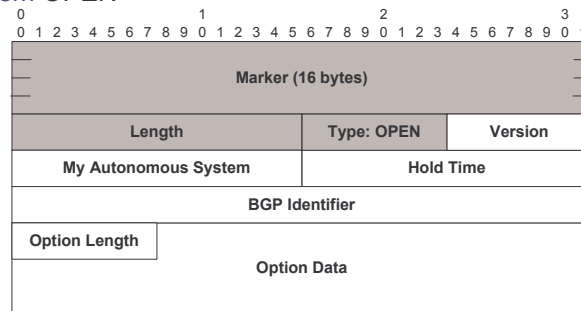 OPEN
0 1 2 3
0 1 2 3 4 5 6 7 8 9 0 1 2 3 4 5 6 7 8 9 0 1 2 3 4 5 6 7 8 9 0
Marker (16 bytes)
Length Type: OPEN Version
My Autonomous System Hold Time
BGP Identifier
Option Length
Option Data